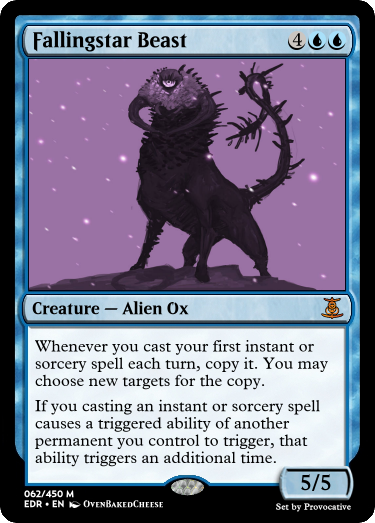 Fallingstar Beast 4
Creature — Alien Ox
Whenever you cast your first instant or
sorcery spell each turn, copy it. You may
choose new targets for the copy.
If you casting an instant or sorcery spell
causes a triggered ability of another
permanent you control to trigger, that
ability triggers an additional time.
5/5
062/450 M
EDR • EN OvenBakedCheese
Set by Provocative